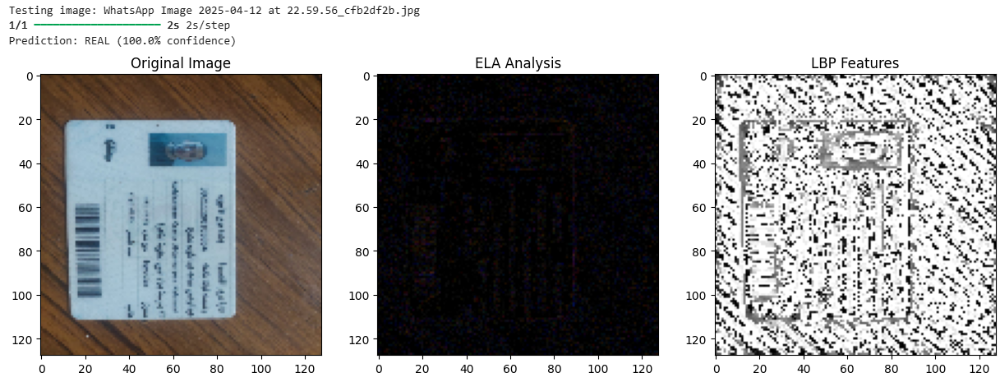 Testing image: WhatsApp Image 2025-04-12 at 22.59.56_cfb2df2b.jpg
1/1 ━━━━━━━━━━━━━━━━━━━━ 2s 2s/step
Prediction: REAL (100.0% confidence)
Original Image ELA Analysis LBP Features
0 0 0
20 20 20
40 40 40
60 60 60
80 80 80
100 100 100
120 120 120
0 20 40 60 80 100 120 0 20 40 60 80 100 120 0 20 40 60 80 100 120